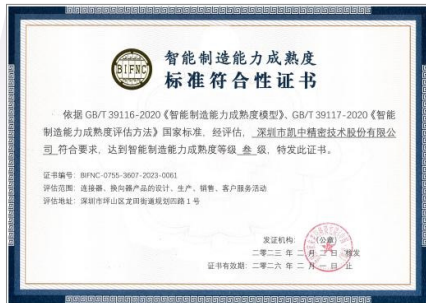 BIFNC
智能制造能力成熟度
标准符合性证书
依据 GB/T 39116-2020《智能制造能力成熟度模型》、GB/T 39117-2020《智能
制造能力成熟度评估方法》国家标准，经评估，深圳市凯中精密技术股份有限公
司 符合要求，达到智能制造能力成熟度等级 叁 级，特发此证书。
证书编号：BIFNC-0755-3607-2023-0061
评估范围：连接器、换向器产品的设计、生产、销售、客户服务活动
评估地址：深圳市坪山区龙田街道规划四路 1 号
发证机构：（公章）
二零二三 年 二 月 二 日 核发
证书有效期：二零二六 年 二 月 一 日 止